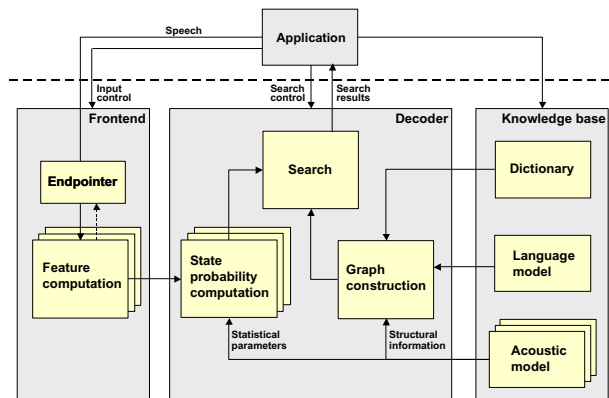 Speech
Application
Input
control
Search
control
Search
results
Frontend
Decoder
Knowledge base
Endpointer
Search
Dictionary
Feature
computation
State
probability
computation
Graph
construction
Language
model
Statistical
parameters
Structural
information
Acoustic
model